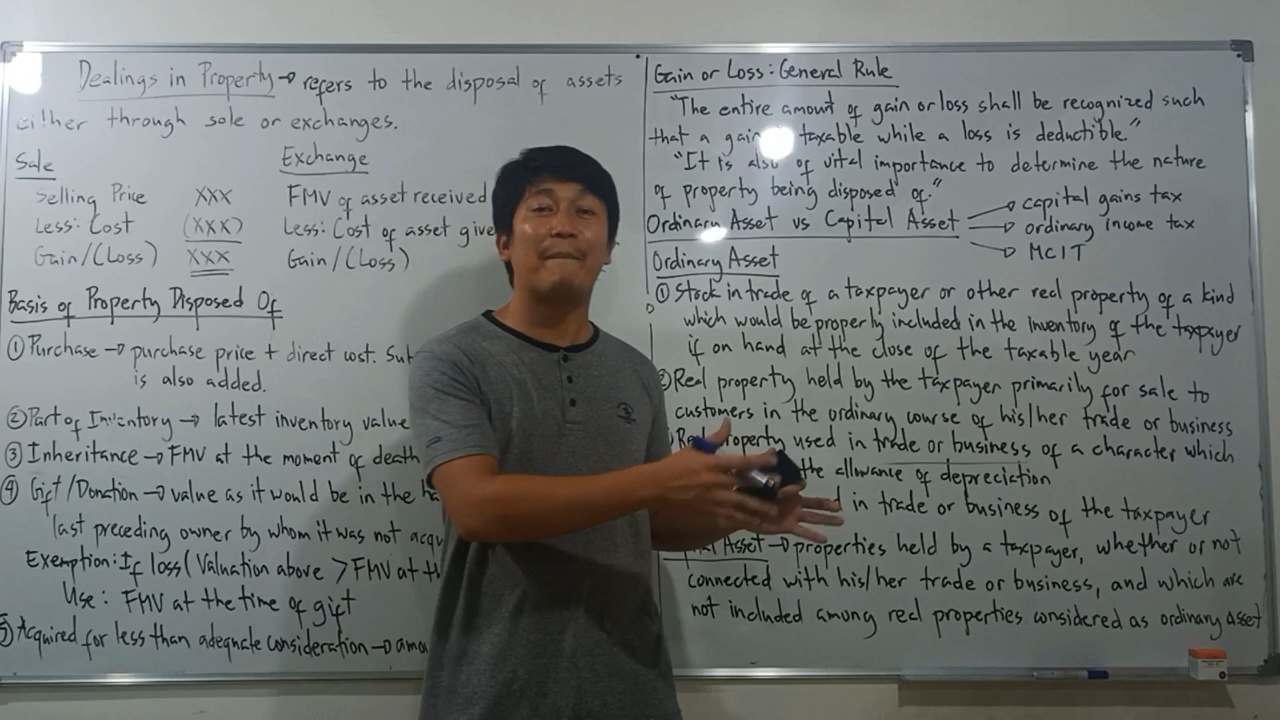 Dealings in Property → refers to the disposal of assets
either through sale or exchanges.
Sale
Selling Price XXX
Less: Cost (XXX)
Gain/(Loss) XXX
Exchange
FMV of asset received
Less: Cost of asset give
Gain/(Loss)
Basis of Property Disposed Of
① Purchase → purchase price + direct cost.
is also added.
② Part of Inventory → latest inventory value
③ Inheritance → FMV at the moment of death
④ Gift/Donation → value as it would be in the
last preceding owner by whom it was not
Exemption: If loss (Valuation above > FMV at
Use: FMV at the time of gift
⑤ Acquired for less than adequate consideration →
Gain or Loss: General Rule
"The entire amount of gain or loss shall be recognized such
that a gain taxable while a loss is deductible"
"It is also of vital importance to determine the nature
of property being disposed of."
Ordinary Asset vs Capital Asset
→ capital gains tax
→ ordinary income tax
→ MCIT
Ordinary Asset
① Stock in trade of a taxpayer or other real property of a kind
which would be properly included in the inventory of the taxpayer
if on hand at the close of the taxable year
② Real property held by the taxpayer primarily for sale to
customers in the ordinary course of his/her trade or business
Real property used in trade or business of a character which
the allowance of depreciation
in trade or business of the taxpayer
Asset → properties held by a taxpayer, whether or not
connected with his/her trade or business, and which are
not included among real properties considered as ordinary asset